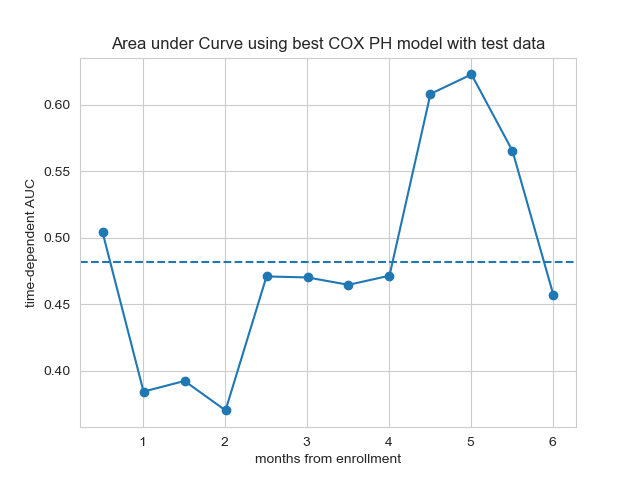 Area under Curve using best COX PH model with test data
time-dependent AUC
0.60
0.55
0.50
0.45
0.40
1 2 3 4 5 6
months from enrollment